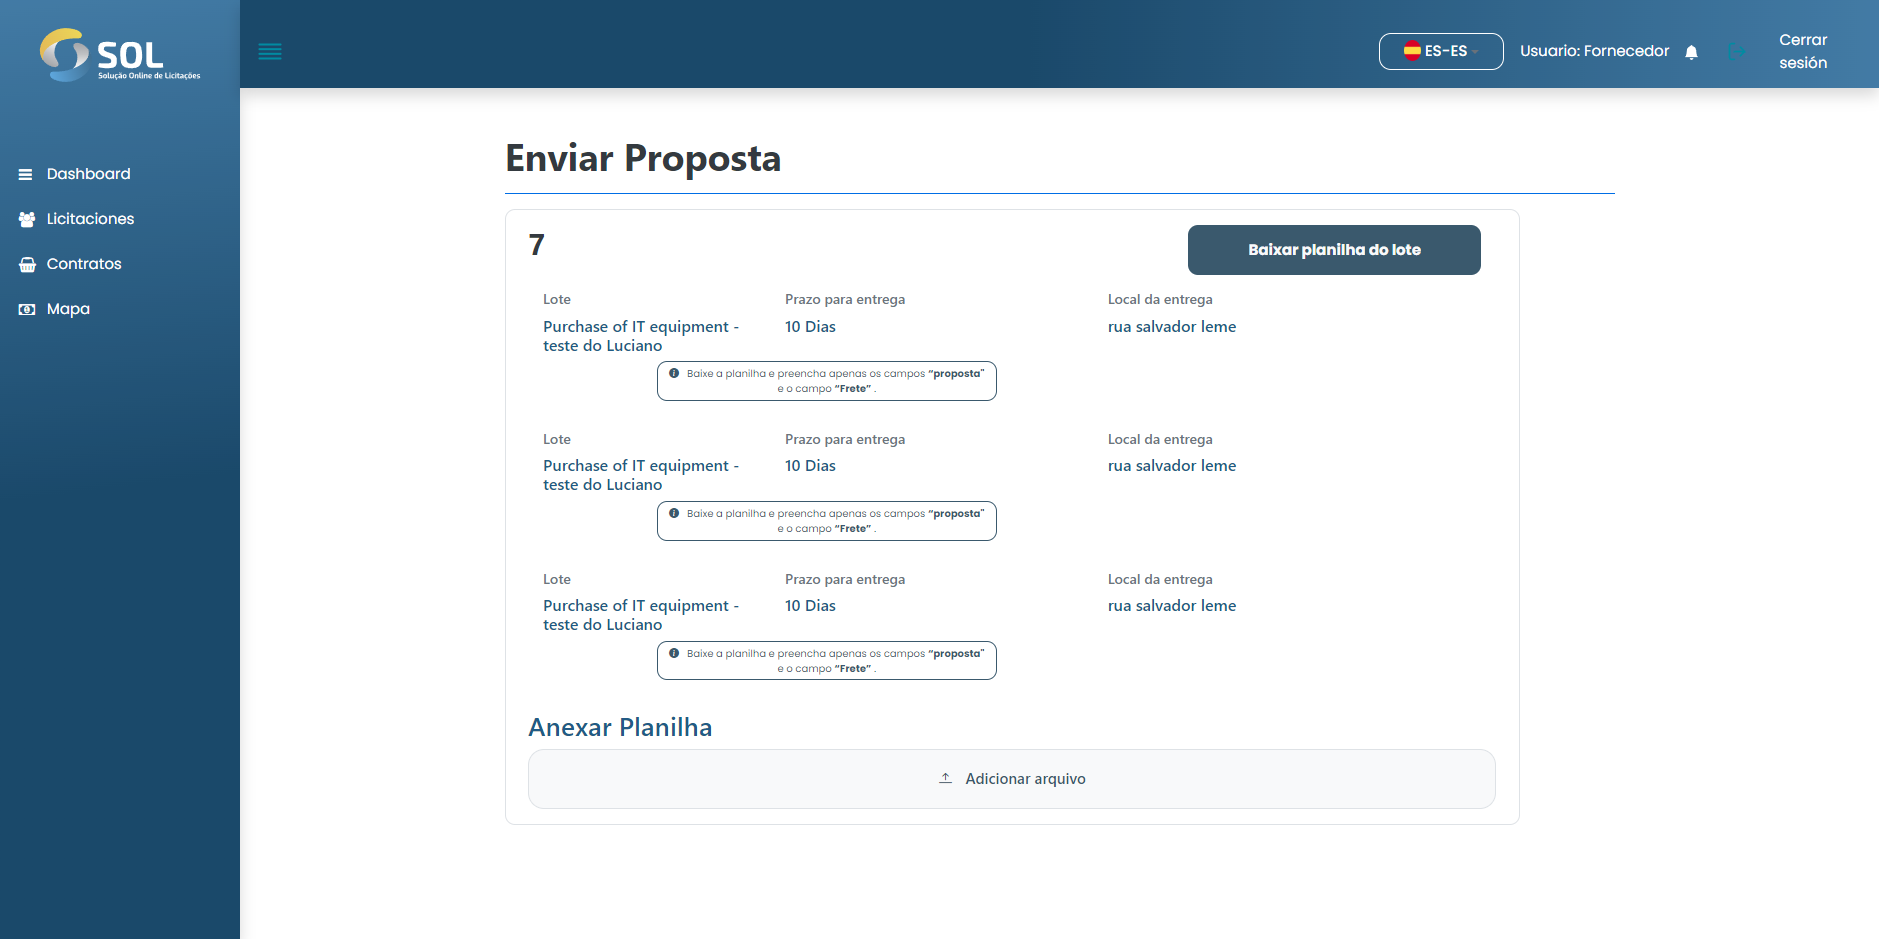 SOL
Solução Online de Licitações
ES-ES
Usuario: Fornecedor
Cerrar
sesión
Dashboard
Licitaciones
Contratos
Mapa
Enviar Proposta
7
Baixar planilha do lote
Lote
Prazo para entrega
Local da entrega
Purchase of IT equipment -
teste do Luciano
10 Dias
rua salvador leme
Baixe a planilha e preencha apenas os campos “proposta"
e o campo “Frete” .
Lote
Prazo para entrega
Local da entrega
Purchase of IT equipment -
teste do Luciano
10 Dias
rua salvador leme
Baixe a planilha e preencha apenas os campos “proposta"
e o campo “Frete” .
Lote
Prazo para entrega
Local da entrega
Purchase of IT equipment -
teste do Luciano
10 Dias
rua salvador leme
Baixe a planilha e preencha apenas os campos “proposta"
e o campo “Frete” .
Anexar Planilha
Adicionar arquivo